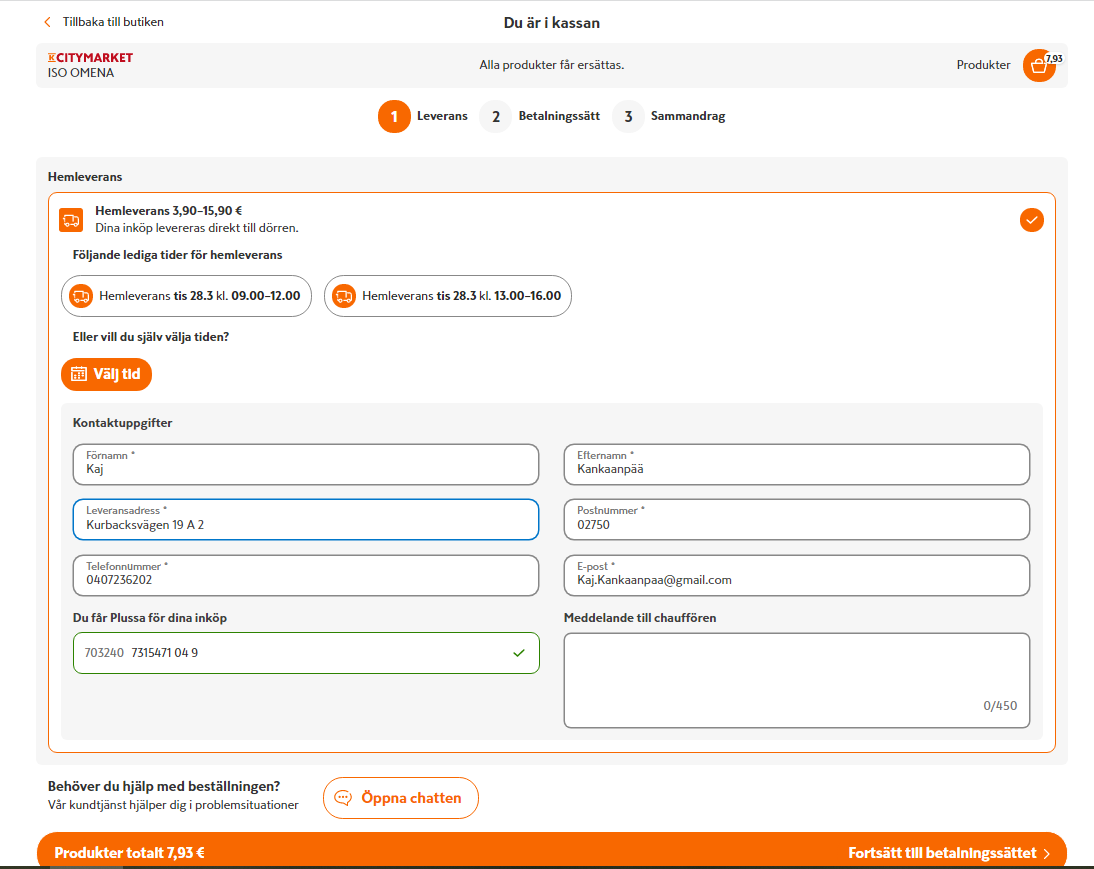 Tillbaka till butiken
Du är i kassan
KCITYMARKET
ISO OMENA
Alla produkter får ersättas.
Produkter
7,93
1 Leverans 2 Betalningssätt 3 Sammandrag
Hemleverans
Hemleverans 3,90–15,90 €
Dina inköp levereras direkt till dörren.
Följande lediga tider för hemleverans
Hemleverans tis 28.3 kl. 09.00–12.00
Hemleverans tis 28.3 kl. 13.00–16.00
Eller vill du själv välja tiden?
Välj tid
Kontaktuppgifter
Förnamn *
Kaj
Efternamn *
Kankaanpää
Leveransadress *
Kurbacksvägen 19 A 2
Postnummer *
02750
Telefonnummer *
0407236202
E-post *
Kaj.Kankaanpaa@gmail.com
Du får Plussa för dina inköp
703240 7315471 04 9
Meddelande till chauffören
0/450
Behöver du hjälp med beställningen?
Vår kundtjänst hjälper dig i problemsituationer
Öppna chatten
Produkter totalt 7,93 €
Fortsätt till betalningssättet